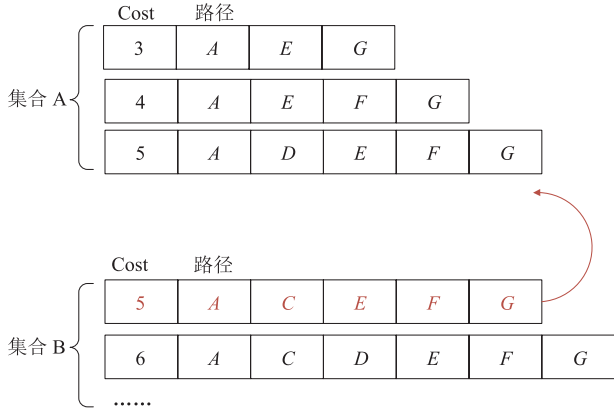 Cost 路径
3 A E G
集合 A
4 A E F G
5 A D E F G
Cost 路径
5 A C E F G
集合 B
6 A C D E F G
······